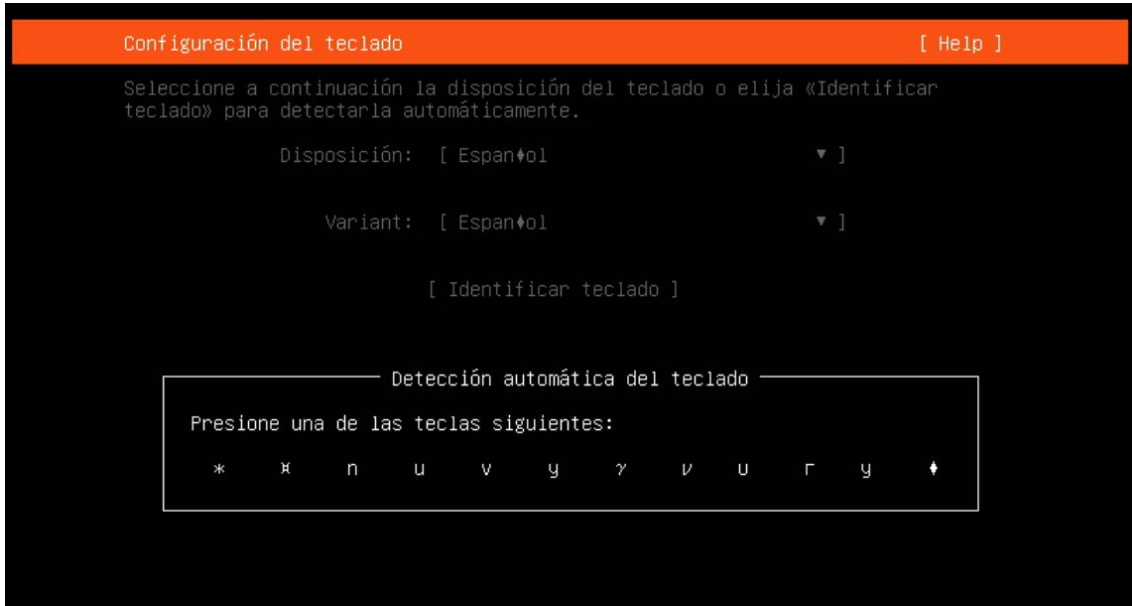 Configuración del teclado [ Help ]
Seleccione a continuación la disposición del teclado o elija «Identificar
teclado» para detectarla automáticamente.
Disposición: [ Espan♦ol ▾ ]
Variant: [ Espan♦ol ▾ ]
[ Identificar teclado ]
Detección automática del teclado
Presione una de las teclas siguientes:
* ¤ n u v y γ ν υ г у ♦